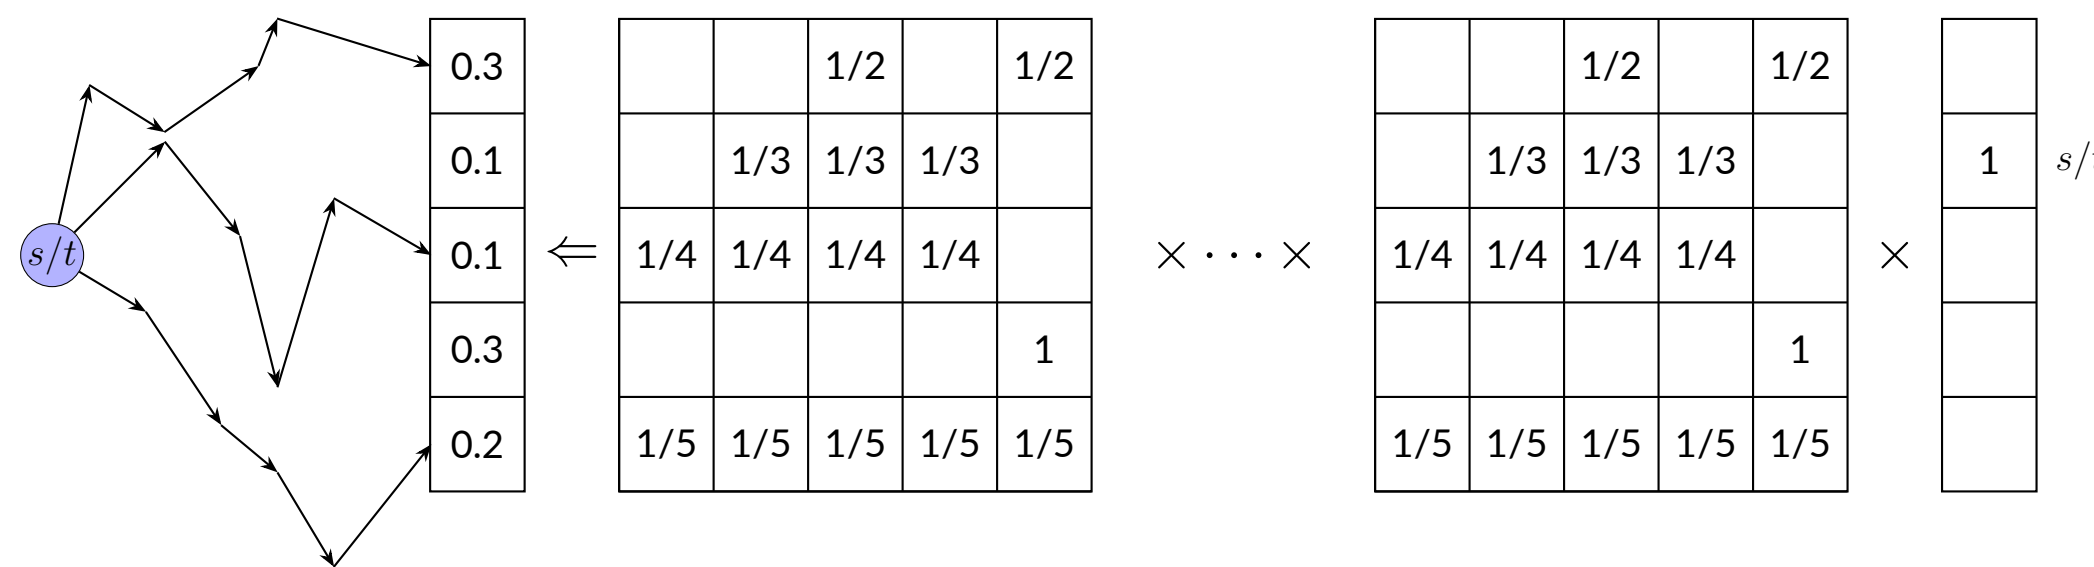 0.3 1/2 1/2 1/2 1/2
0.1 1/3 1/3 1/3 1/3 1/3 1/3 1
s/t 0.1 ⇐ 1/4 1/4 1/4 1/4 × · · · × 1/4 1/4 1/4 1/4 ×
0.3 1 1
0.2 1/5 1/5 1/5 1/5 1/5 1/5 1/5 1/5 1/5 1/5